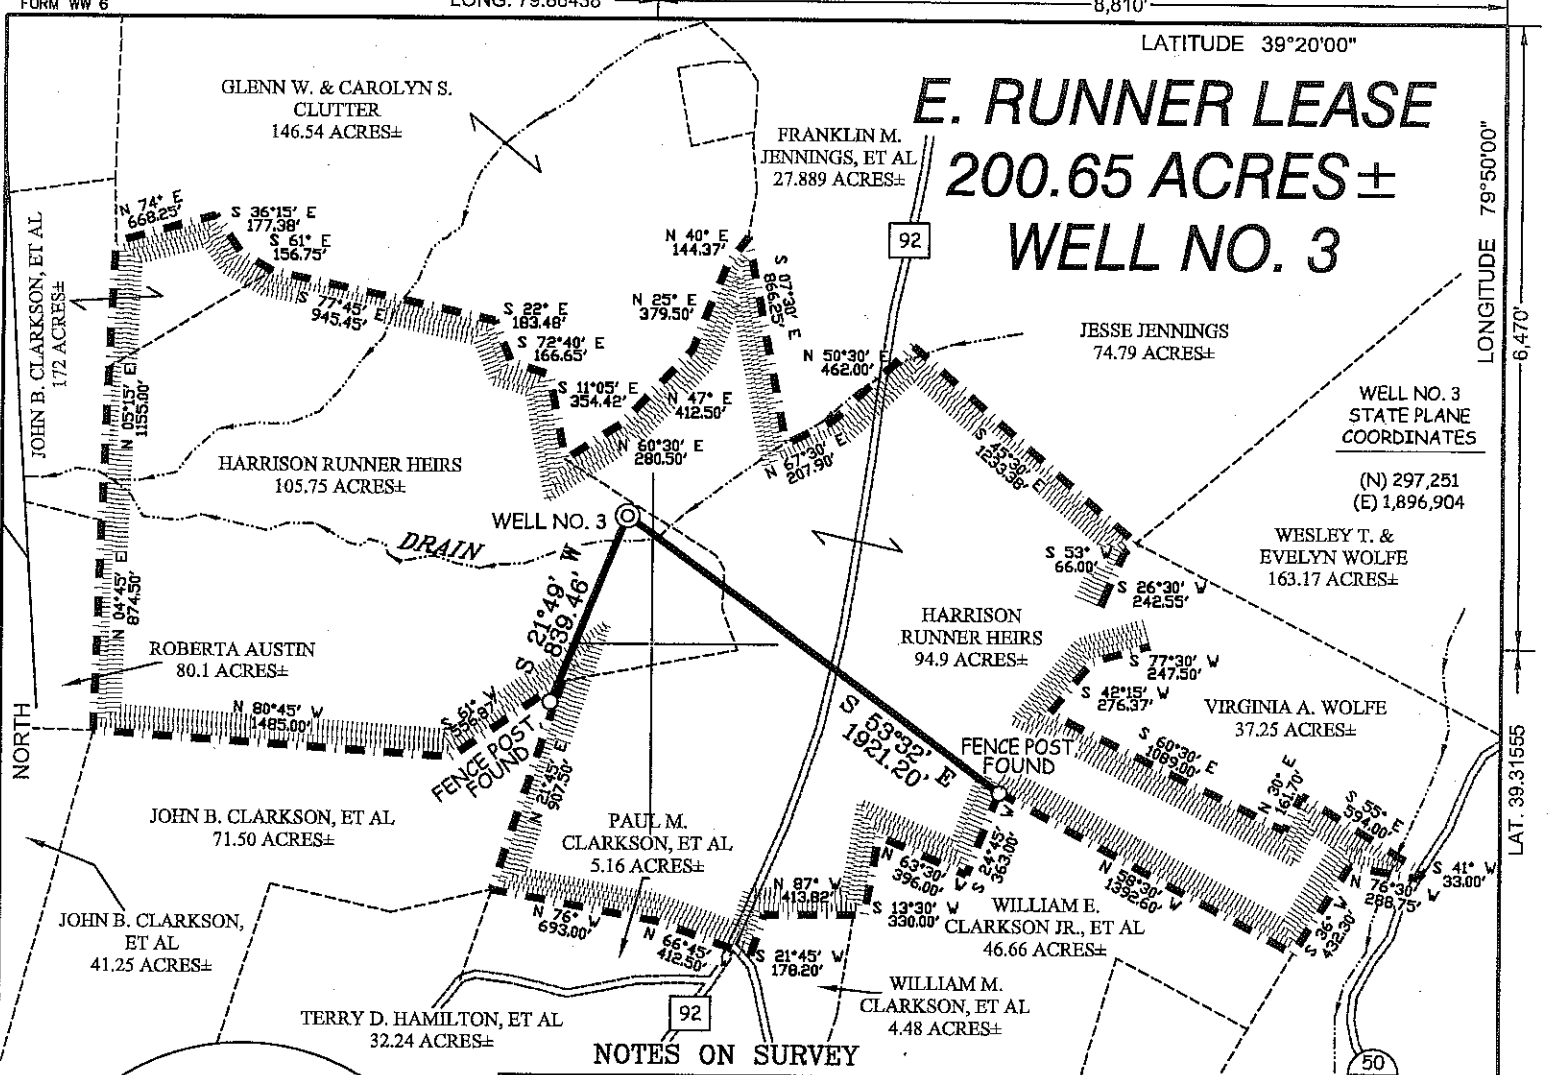 FORM WW 6
LONG. 79.86438
8,810'
LATITUDE 39°20'00"
E. RUNNER LEASE
200.65 ACRES±
WELL NO. 3
LONGITUDE 79°50'00"
6,470'
LAT. 39.31555
GLENN W. & CAROLYN S.
CLUTTER
146.54 ACRES±
FRANKLIN M.
JENNINGS, ET AL
27.889 ACRES±
92
JOHN B. CLARKSON, ET AL
172 ACRES±
N 74° E
668.25'
S 36°15' E
177.38'
S 61° E
156.75'
S 77°45' E
945.45'
S 22° E
183.48'
S 72°40' E
166.65'
S 11°05' E
354.42'
N 40° E
144.37'
N 25° E
379.50'
N 47° E
412.50'
N 60°30' E
280.50'
S 07°30' E
866.25'
N 50°30' E
462.00'
N 67°30' E
207.90'
JESSE JENNINGS
74.79 ACRES±
WELL NO. 3
STATE PLANE
COORDINATES
(N) 297,251
(E) 1,896,904
S 45°30' E
1233.38'
N 05°15' E
1155.00'
HARRISON RUNNER HEIRS
105.75 ACRES±
WELL NO. 3
DRAIN
WESLEY T. &
EVELYN WOLFE
163.17 ACRES±
S 53° W
66.00'
S 26°30' W
242.55'
N 04°45' E
874.50'
S 21°49' W
839.46'
HARRISON
RUNNER HEIRS
94.9 ACRES±
ROBERTA AUSTIN
80.1 ACRES±
S 77°30' W
247.50'
S 42°15' W
276.37'
VIRGINIA A. WOLFE
37.25 ACRES±
NORTH
N 80°45' W
1485.00'
S 61° W
556.87'
FENCE POST
FOUND
S 53°32' E
1921.20'
FENCE POST
FOUND
S 60°30' E
1089.00'
N 30° E
161.70'
S 55° E
594.00'
N 21°45' E
907.50'
JOHN B. CLARKSON, ET AL
71.50 ACRES±
PAUL M.
CLARKSON, ET AL
5.16 ACRES±
N 63°30' W
396.00'
S 24°45' W
363.00'
N 58°30' W
1392.60'
S 41° W
33.00'
N 76°30' W
288.75'
N 87° W
413.82'
S 13°30' W
330.00'
WILLIAM E.
CLARKSON JR., ET AL
46.66 ACRES±
S 36° W
432.30'
JOHN B. CLARKSON,
ET AL
41.25 ACRES±
N 76° W
693.00'
N 66°45' W
412.50'
S 21°45' W
178.20'
WILLIAM M.
CLARKSON, ET AL
4.48 ACRES±
TERRY D. HAMILTON, ET AL
32.24 ACRES±
92
NOTES ON SURVEY
50